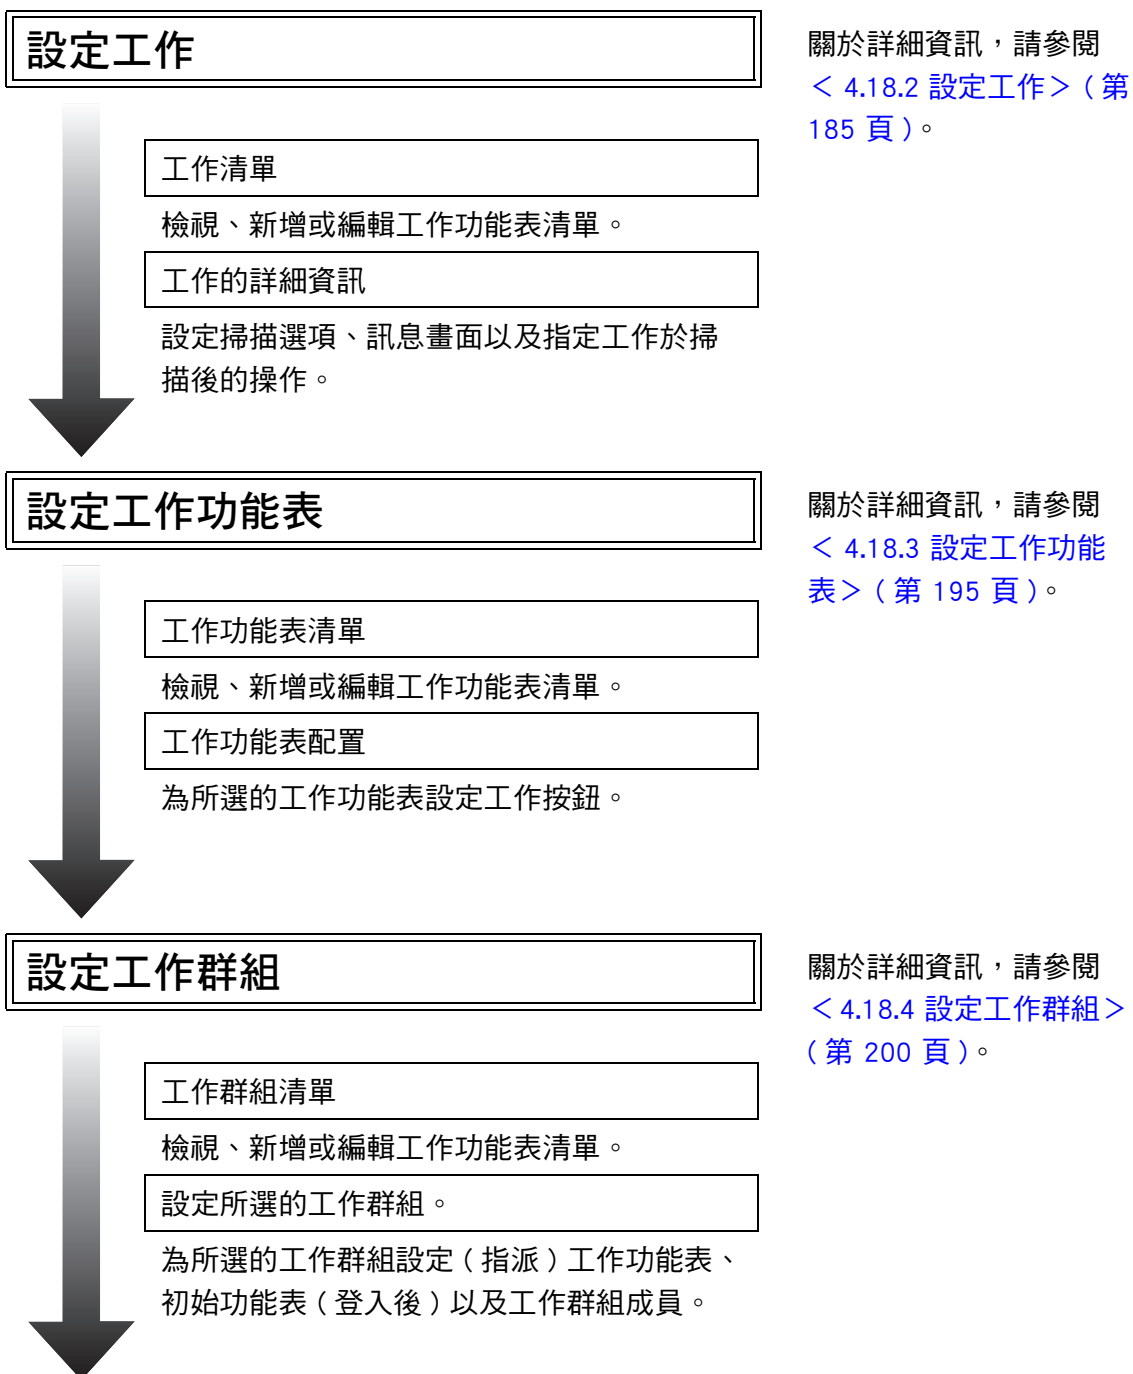 設定工作
關於詳細資訊，請參閱
＜ 4.18.2 設定工作＞ ( 第
185 頁 )。
工作清單
檢視、新增或編輯工作功能表清單。
工作的詳細資訊
設定掃描選項、訊息畫面以及指定工作於掃
描後的操作。
設定工作功能表
關於詳細資訊，請參閱
＜ 4.18.3 設定工作功能
表＞ ( 第 195 頁 )。
工作功能表清單
檢視、新增或編輯工作功能表清單。
工作功能表配置
為所選的工作功能表設定工作按鈕。
設定工作群組
關於詳細資訊，請參閱
＜ 4.18.4 設定工作群組＞
( 第 200 頁 )。
工作群組清單
檢視、新增或編輯工作功能表清單。
設定所選的工作群組。
為所選的工作群組設定 ( 指派 ) 工作功能表、
初始功能表 ( 登入後 ) 以及工作群組成員。